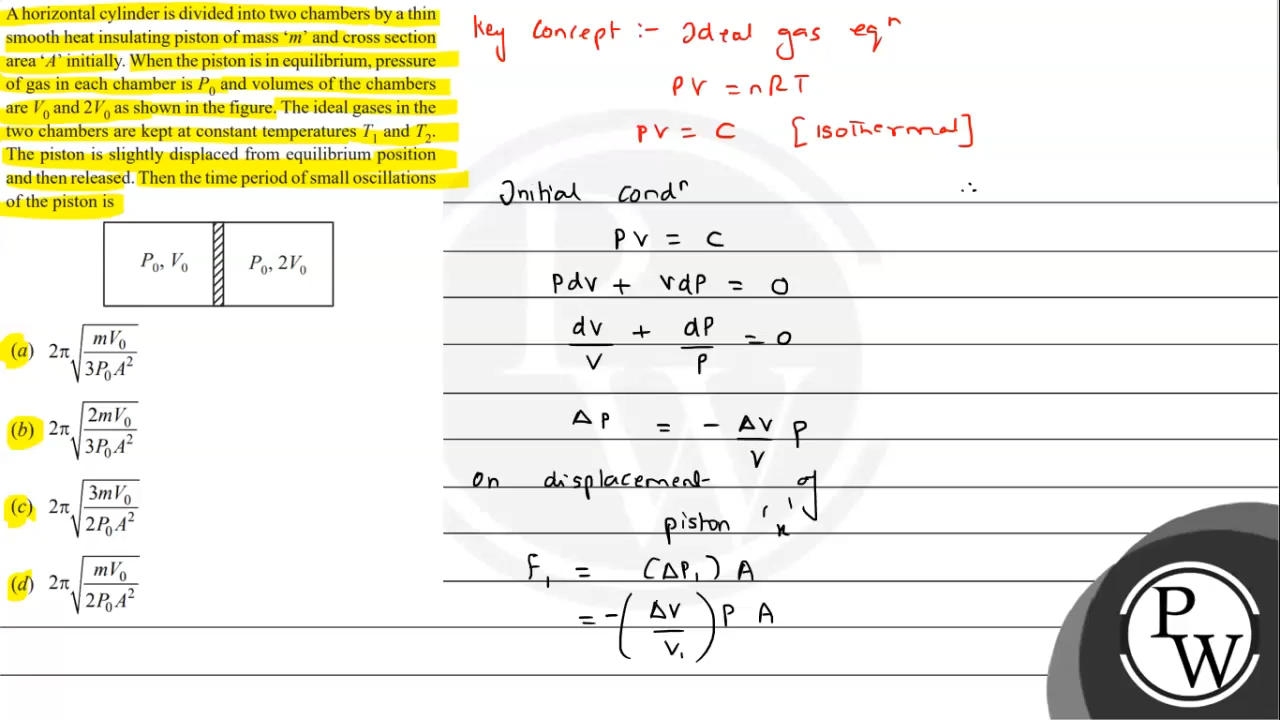 A horizontal cylinder is divided into two chambers by a thin
smooth heat insulating piston of mass ‘m’ and cross section
area ‘A’ initially. When the piston is in equilibrium, pressure
of gas in each chamber is P₀ and volumes of the chambers
are V₀ and 2V₀ as shown in the figure. The ideal gases in the
two chambers are kept at constant temperatures T₁ and T₂.
The piston is slightly displaced from equilibrium position
and then released. Then the time period of small oscillations
of the piston is
P₀, V₀ P₀, 2V₀
(a) 2π√(mV₀/3P₀A²)
(b) 2π√(2mV₀/3P₀A²)
(c) 2π√(3mV₀/2P₀A²)
(d) 2π√(mV₀/2P₀A²)
Key concept :- Ideal gas eqⁿ
PV = nRT
PV = C [Isothermal]
Initial condⁿ ∴
PV = C
PdV + VdP = 0
dV/V + dP/P = 0
ΔP = - ΔV/V P
on displacement of
piston 'x'
F₁ = (ΔP₁) A
= -(ΔV/V₁) P A
P
W